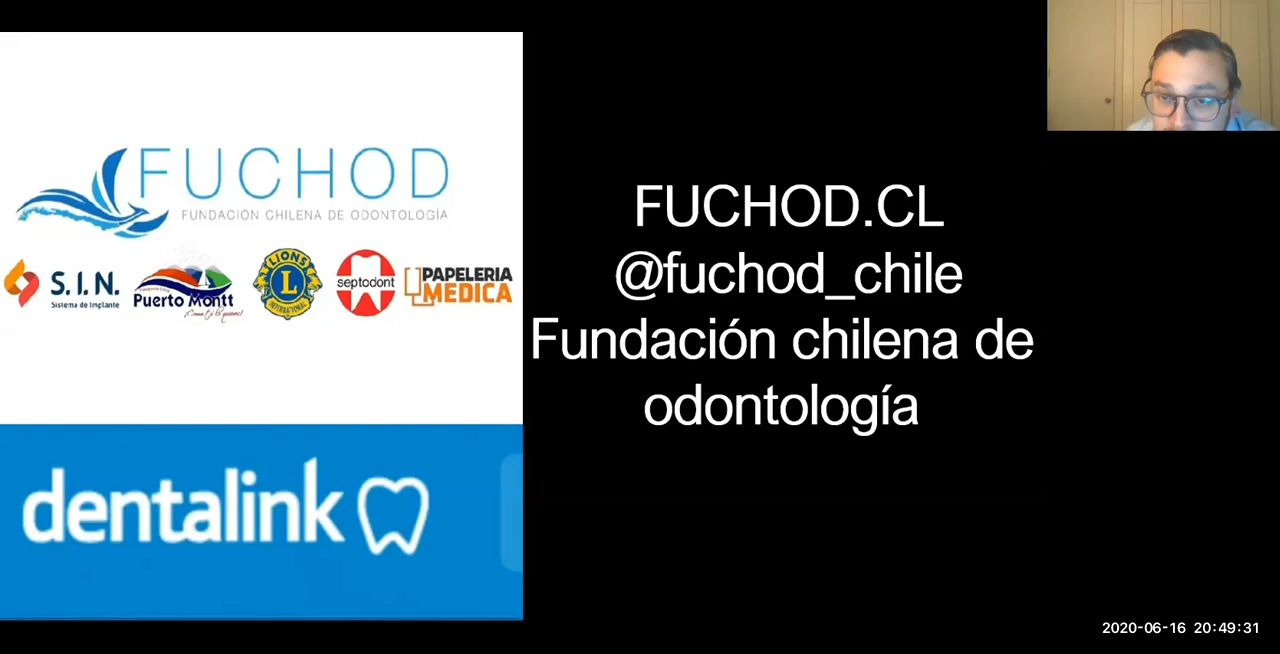 FUCHOD
FUNDACIÓN CHILENA DE ODONTOLOGÍA
S.I.N.
Sistema de Implante
Puerto Montt
LIONS
L
INTERNATIONAL
septodont
PAPELERIA
MEDICA
dentalink
FUCHOD.CL
@fuchod_chile
Fundación chilena de
odontología
2020-06-16 20:49:31